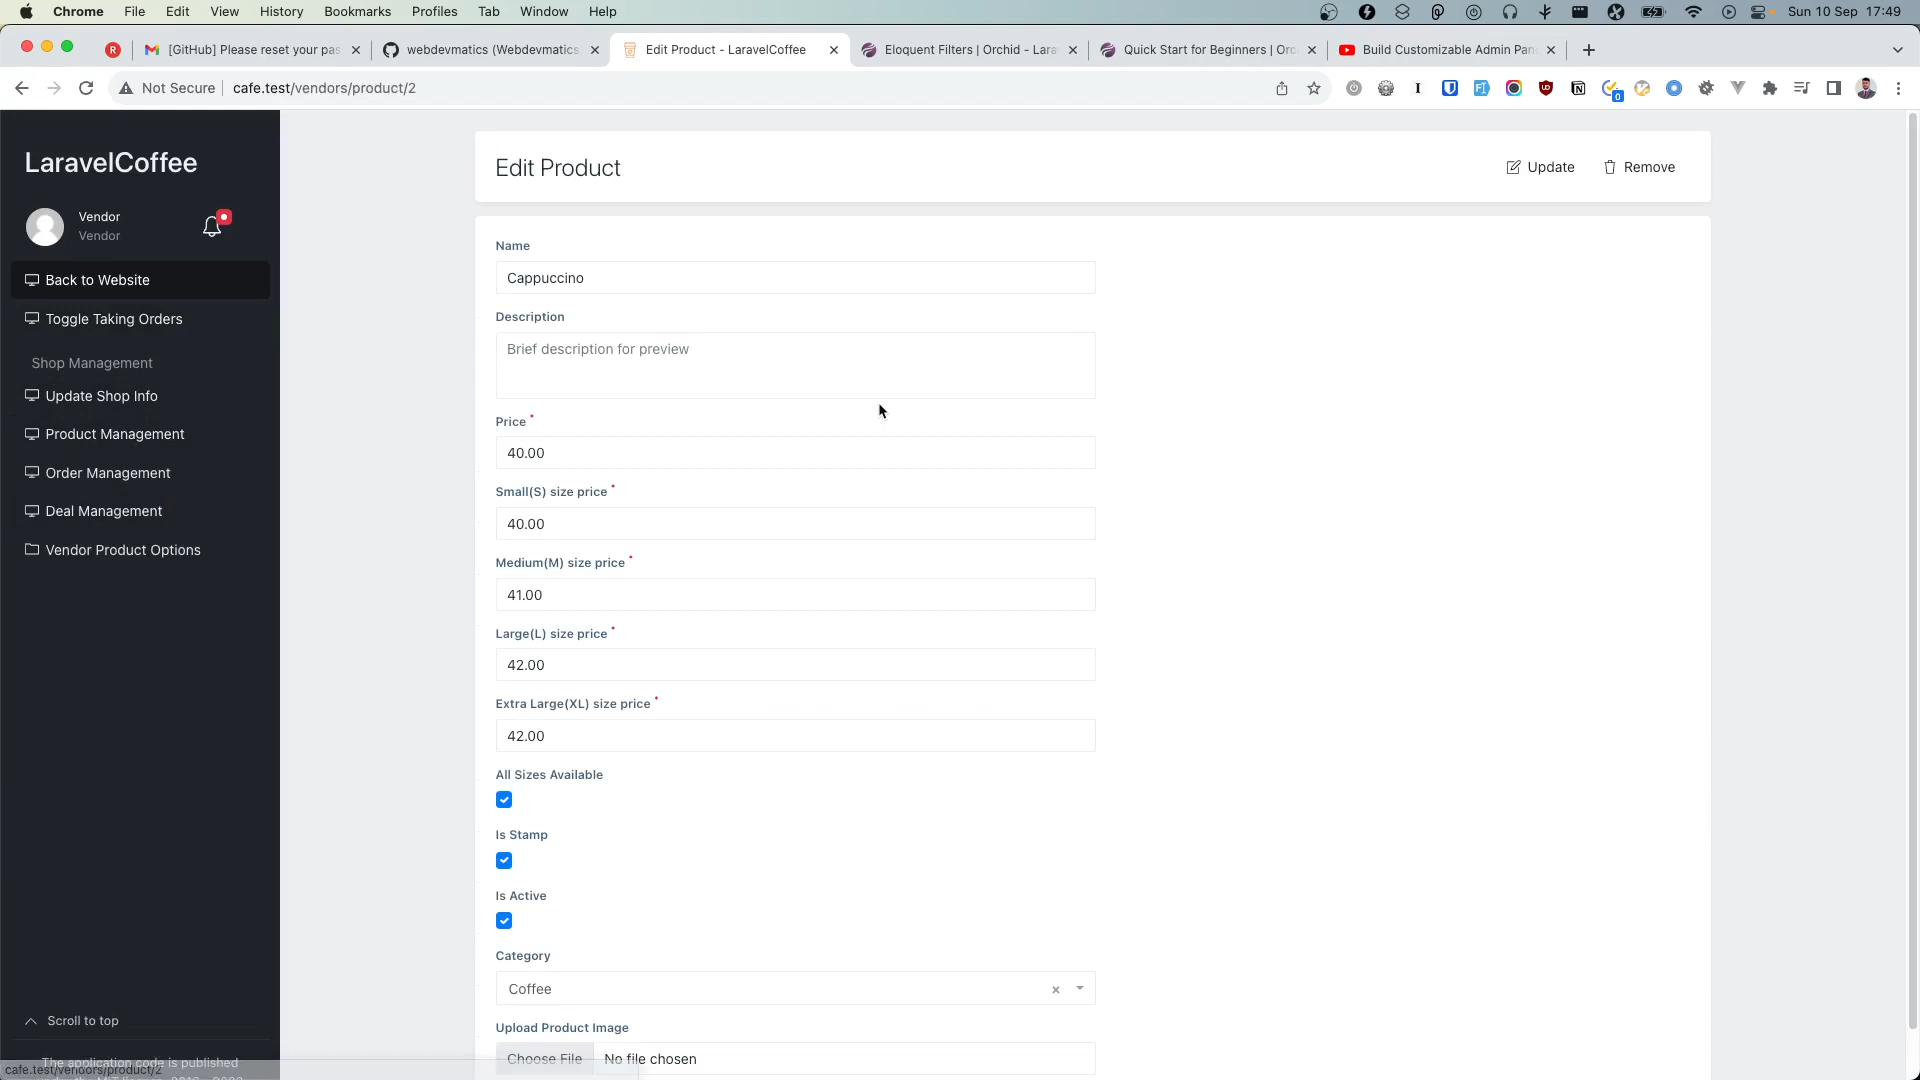 Chrome File Edit View History Bookmarks Profiles Tab Window Help Sun 10 Sep 17:49
R [GitHub] Please reset your pas webdevmatics (Webdevmatics Edit Product - LaravelCoffee Eloquent Filters | Orchid - Lara Quick Start for Beginners | Orc Build Customizable Admin Pan
Not Secure cafe.test/vendors/product/2
LaravelCoffee
Vendor
Vendor
Back to Website
Toggle Taking Orders
Shop Management
Update Shop Info
Product Management
Order Management
Deal Management
Vendor Product Options
Scroll to top
The application code is published
cafe.test/vendors/product/2
Edit Product
Update Remove
Name
Cappuccino
Description
Brief description for preview
Price *
40.00
Small(S) size price *
40.00
Medium(M) size price *
41.00
Large(L) size price *
42.00
Extra Large(XL) size price *
42.00
All Sizes Available
Is Stamp
Is Active
Category
Coffee
Upload Product Image
Choose File No file chosen